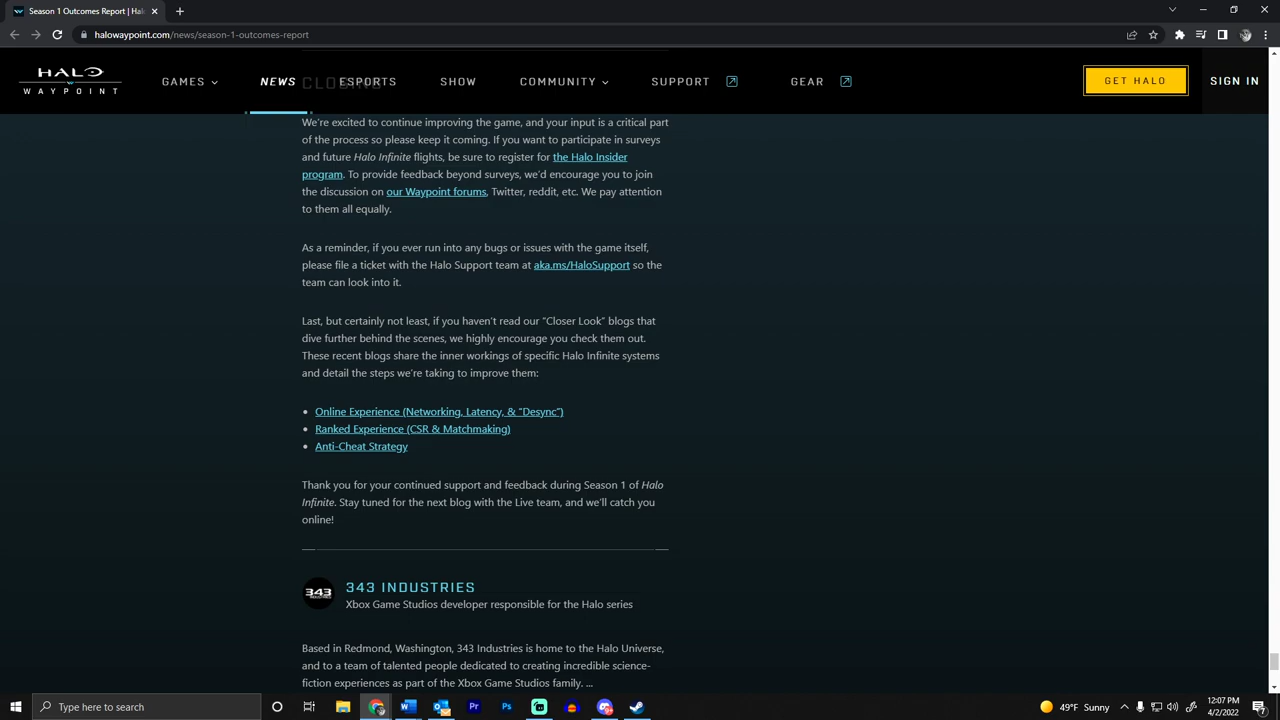 Season 1 Outcomes Report | Hal
halowaypoint.com/news/season-1-outcomes-report
HALO
WAYPOINT
GAMES
NEWS
ESPORTS
SHOW
COMMUNITY
SUPPORT
GEAR
GET HALO
SIGN IN
CLOSING
We're excited to continue improving the game, and your input is a critical part
of the process so please keep it coming. If you want to participate in surveys
and future Halo Infinite flights, be sure to register for the Halo Insider
program. To provide feedback beyond surveys, we'd encourage you to join
the discussion on our Waypoint forums, Twitter, reddit, etc. We pay attention
to them all equally.
As a reminder, if you ever run into any bugs or issues with the game itself,
please file a ticket with the Halo Support team at aka.ms/HaloSupport so the
team can look into it.
Last, but certainly not least, if you haven't read our “Closer Look” blogs that
dive further behind the scenes, we highly encourage you check them out.
These recent blogs share the inner workings of specific Halo Infinite systems
and detail the steps we're taking to improve them:
Online Experience (Networking, Latency, & “Desync”)
Ranked Experience (CSR & Matchmaking)
Anti-Cheat Strategy
Thank you for your continued support and feedback during Season 1 of Halo
Infinite. Stay tuned for the next blog with the Live team, and we'll catch you
online!
343 INDUSTRIES
343 INDUSTRIES
Xbox Game Studios developer responsible for the Halo series
Based in Redmond, Washington, 343 Industries is home to the Halo Universe,
and to a team of talented people dedicated to creating incredible science-
fiction experiences as part of the Xbox Game Studios family. ...
Type here to search
Pr
Ps
49°F Sunny
12:07 PM
4/2/2022